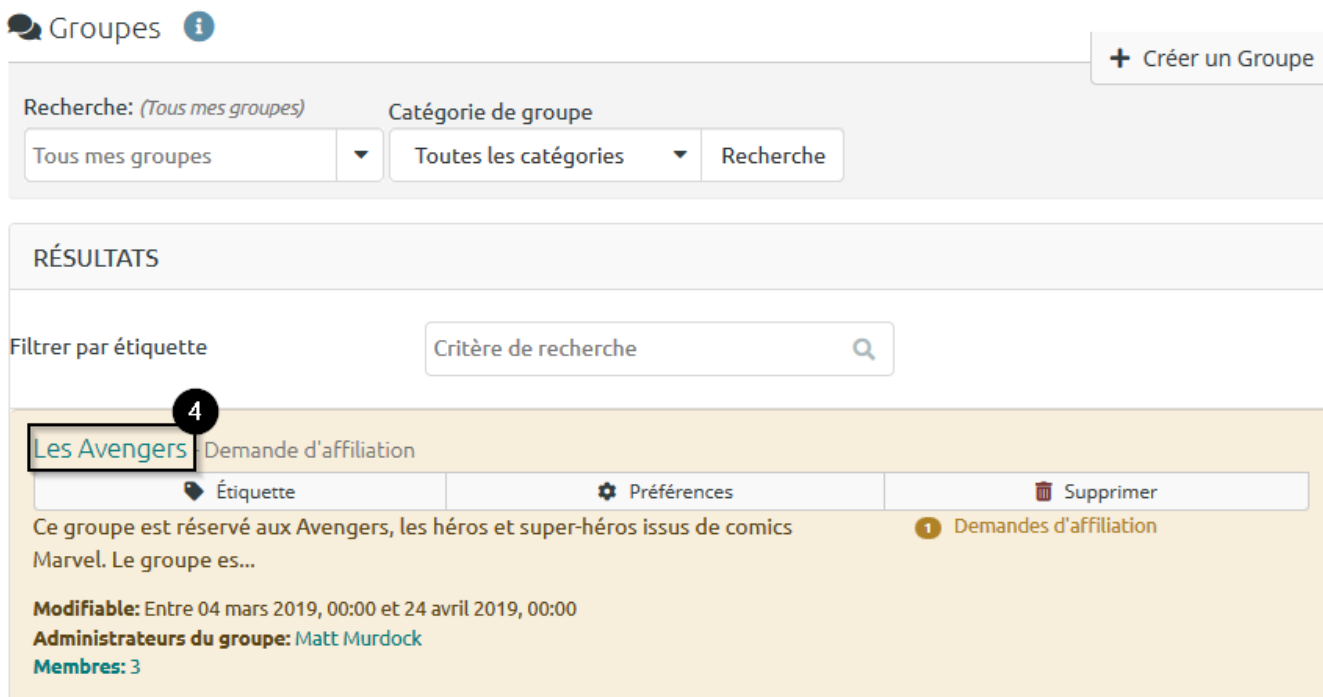 Groupes
+ Créer un Groupe
Recherche: (Tous mes groupes)
Catégorie de groupe
Tous mes groupes
Toutes les catégories
Recherche
RÉSULTATS
Filtrer par étiquette
Critère de recherche
4
Les Avengers - Demande d'affiliation
Étiquette
Préférences
Supprimer
Ce groupe est réservé aux Avengers, les héros et super-héros issus de comics
Marvel. Le groupe es...
1 Demandes d'affiliation
Modifiable: Entre 04 mars 2019, 00:00 et 24 avril 2019, 00:00
Administrateurs du groupe: Matt Murdock
Membres: 3